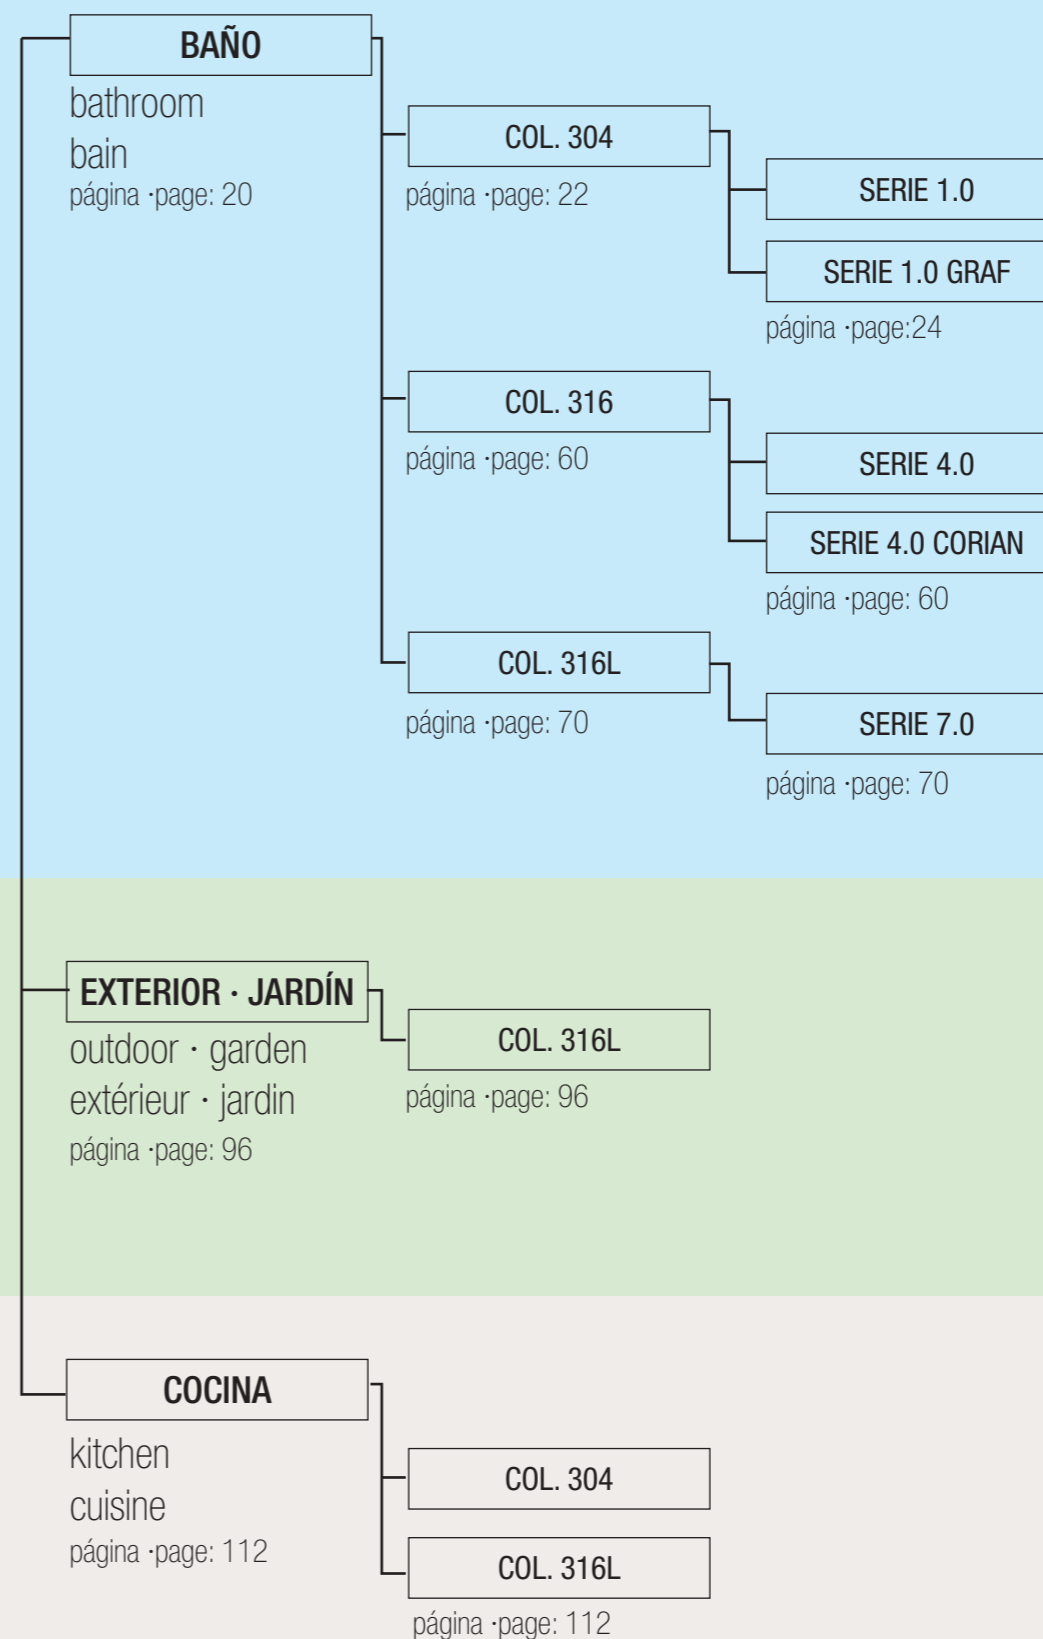 BAÑO
bathroom
bain
página ·page: 20
COL. 304
página ·page: 22
SERIE 1.0
SERIE 1.0 GRAF
página ·page:24
COL. 316
página ·page: 60
SERIE 4.0
SERIE 4.0 CORIAN
página ·page: 60
COL. 316L
página ·page: 70
SERIE 7.0
página ·page: 70
EXTERIOR · JARDÍN
outdoor · garden
extérieur · jardin
página ·page: 96
COL. 316L
página ·page: 96
COCINA
kitchen
cuisine
página ·page: 112
COL. 304
COL. 316L
página ·page: 112